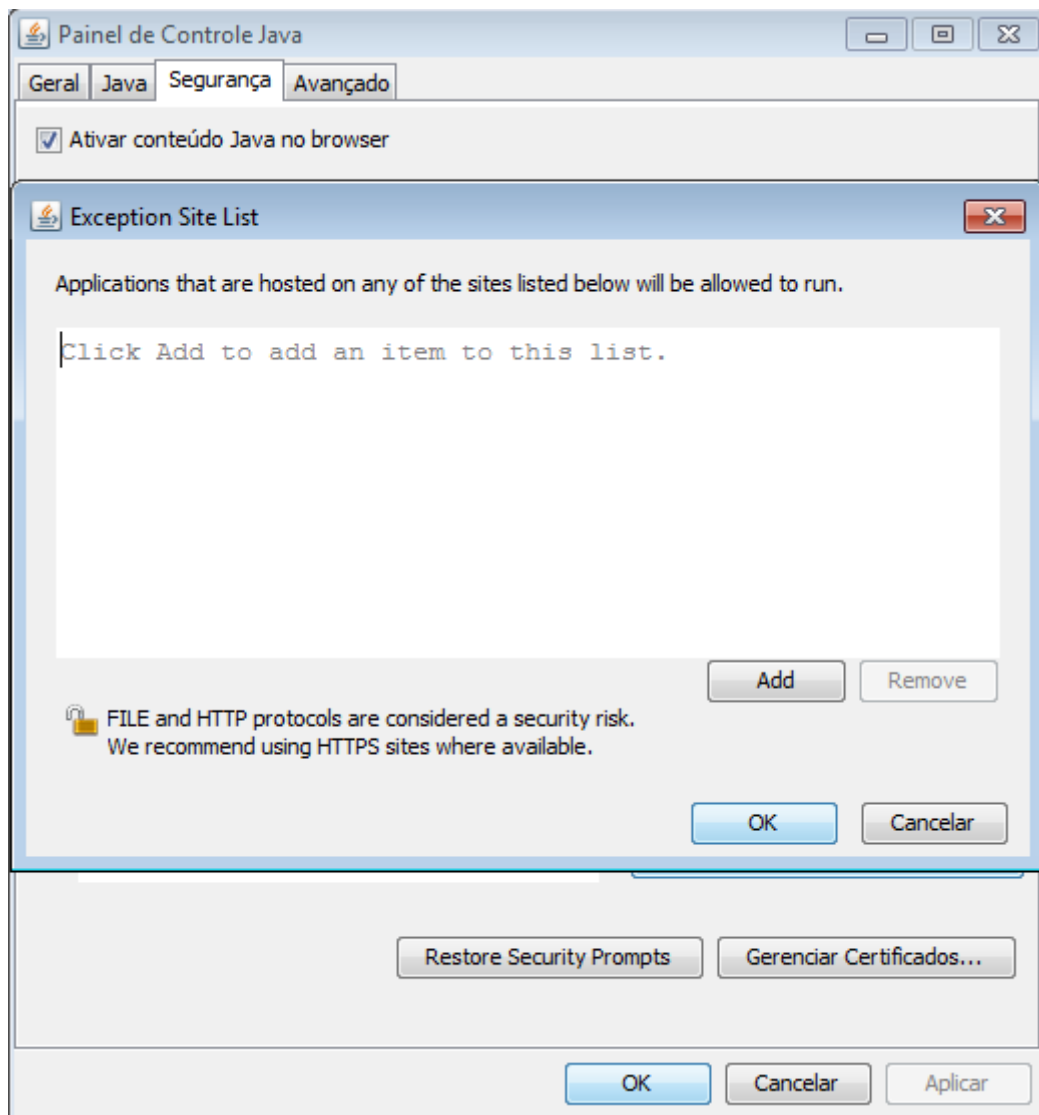 Painel de Controle Java
Geral Java Segurança Avançado
Ativar conteúdo Java no browser
Exception Site List
Applications that are hosted on any of the sites listed below will be allowed to run.
Click Add to add an item to this list.
Add Remove
FILE and HTTP protocols are considered a security risk.
We recommend using HTTPS sites where available.
OK Cancelar
Restore Security Prompts Gerenciar Certificados...
OK Cancelar Aplicar